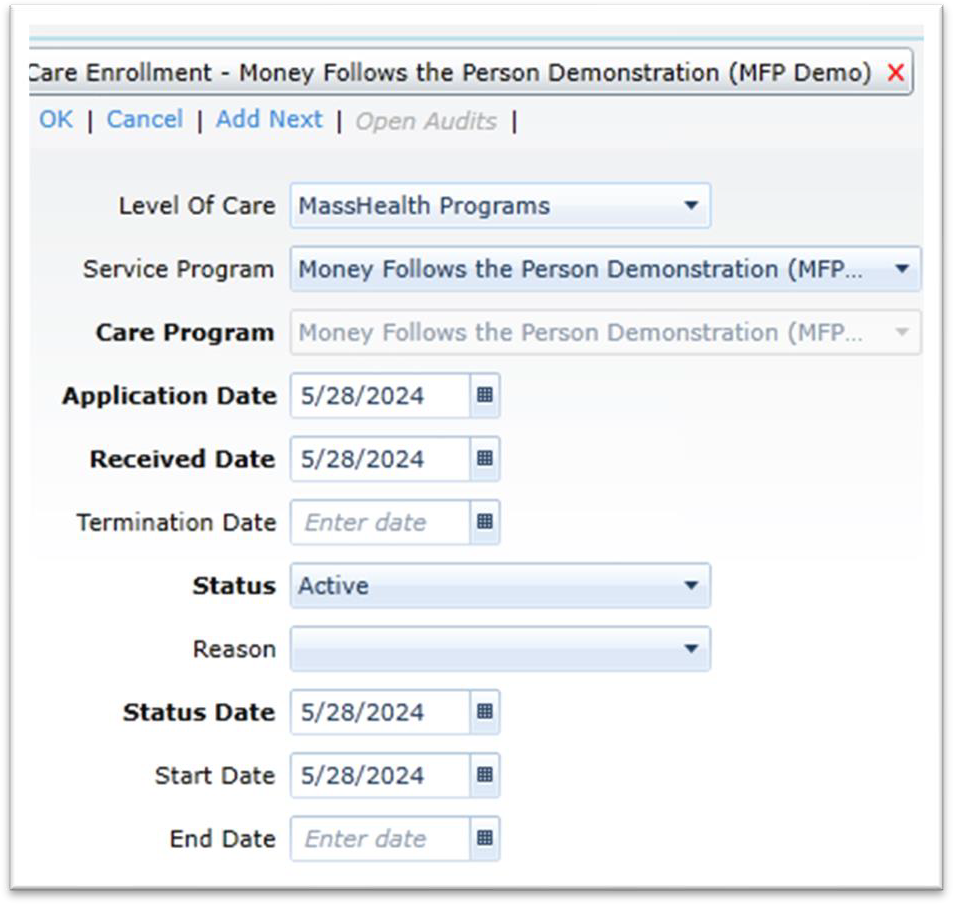 Care Enrollment - Money Follows the Person Demonstration (MFP Demo) X
OK | Cancel | Add Next | Open Audits |
Level Of Care MassHealth Programs
Service Program Money Follows the Person Demonstration (MFP...
Care Program Money Follows the Person Demonstration (MFP...
Application Date 5/28/2024
Received Date 5/28/2024
Termination Date Enter date
Status Active
Reason
Status Date 5/28/2024
Start Date 5/28/2024
End Date Enter date